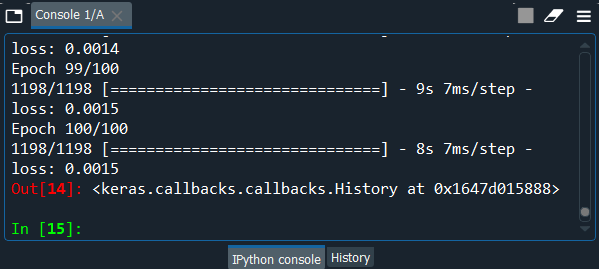 Console 1/A
loss: 0.0014
Epoch 99/100
1198/1198 [==============================] - 9s 7ms/step -
loss: 0.0015
Epoch 100/100
1198/1198 [==============================] - 8s 7ms/step -
loss: 0.0015
Out[14]: <keras.callbacks.callbacks.History at 0x1647d015888>
In [15]:
IPython console History